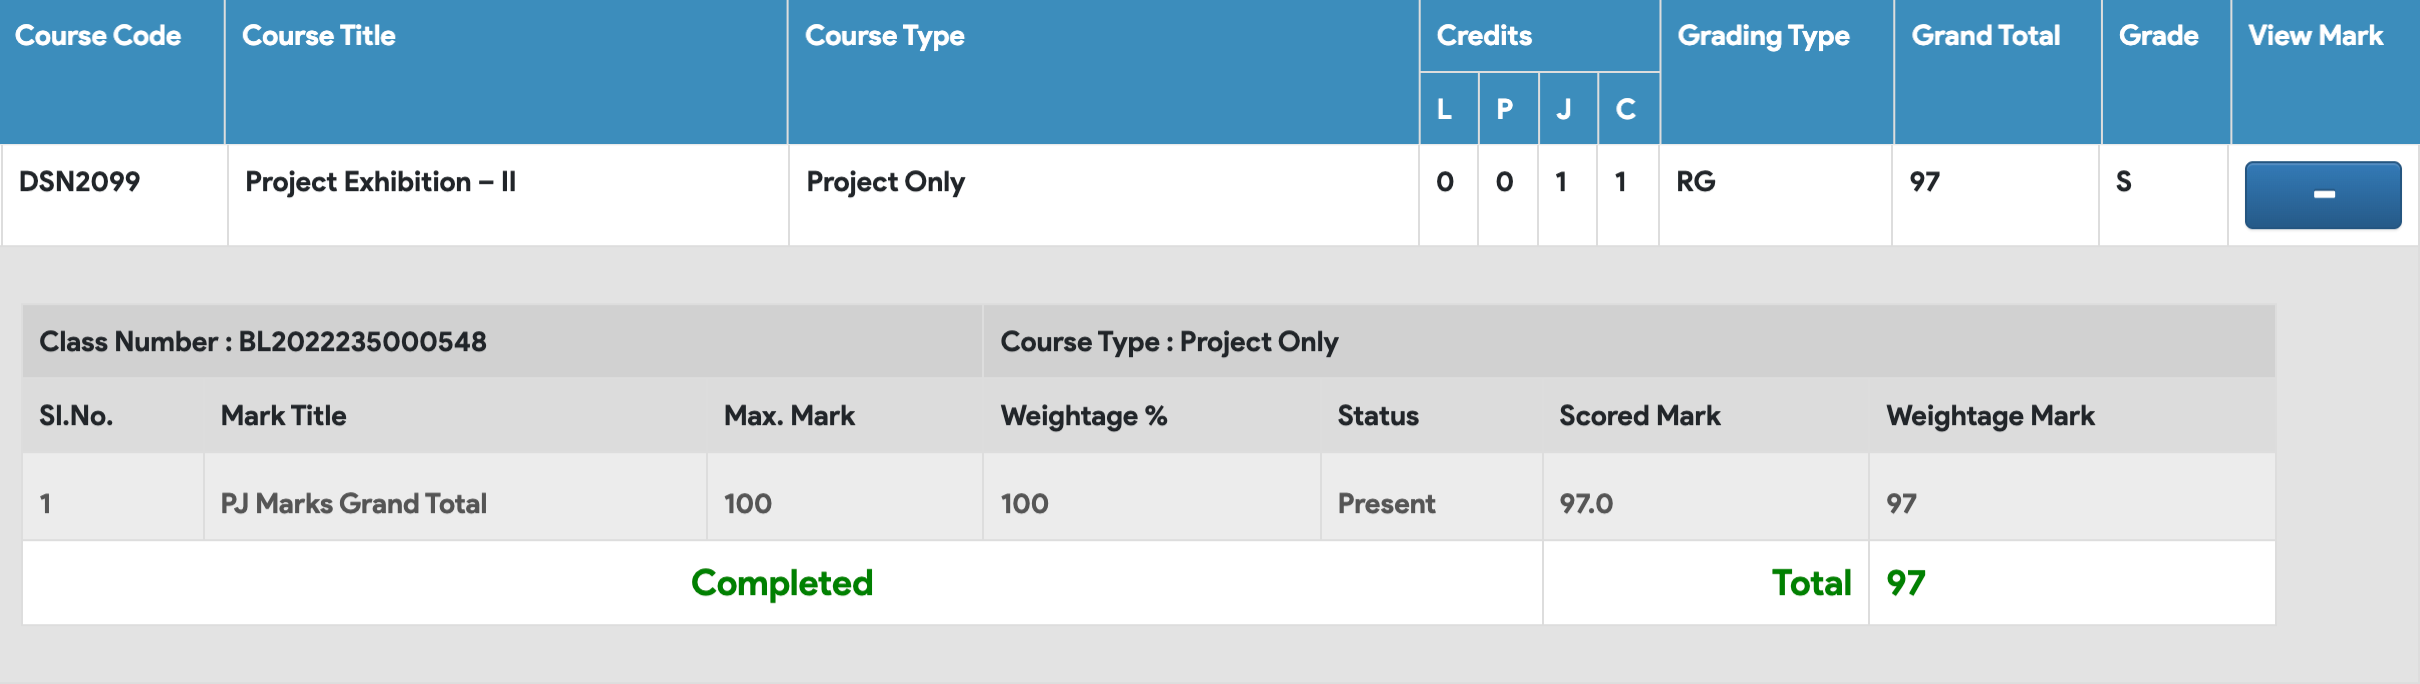 Course Code Course Title Course Type Credits Grading Type Grand Total Grade View Mark
L P J C
DSN2099 Project Exhibition – II Project Only 0 0 1 1 RG 97 S
Class Number : BL2022235000548 Course Type : Project Only
Sl.No. Mark Title Max. Mark Weightage % Status Scored Mark Weightage Mark
1 PJ Marks Grand Total 100 100 Present 97.0 97
Completed Total 97